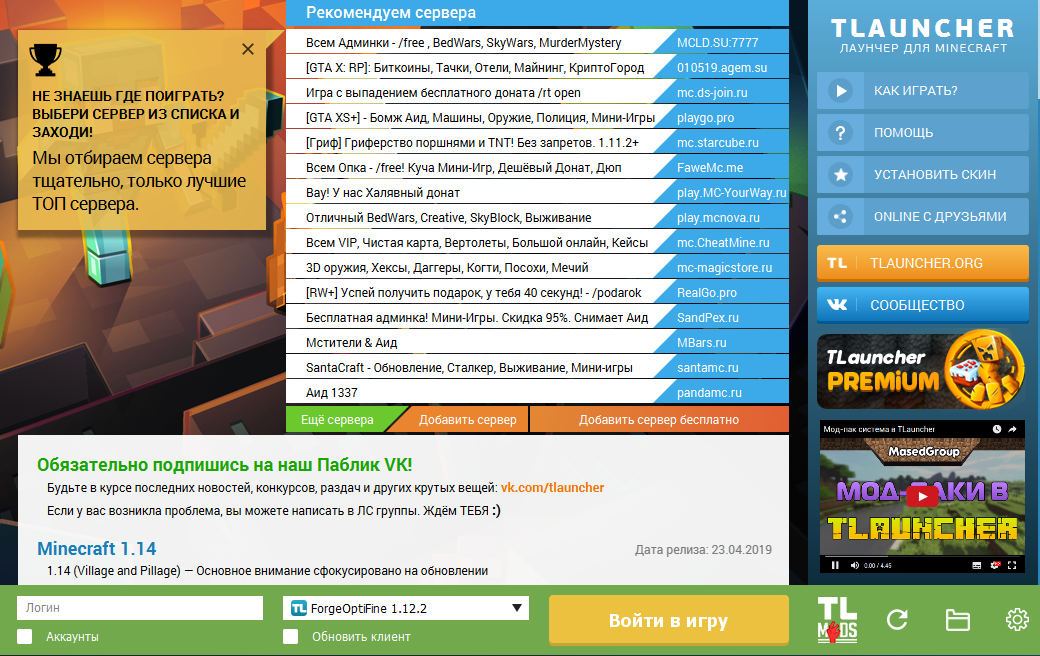 НЕ ЗНАЕШЬ ГДЕ ПОИГРАТЬ?
ВЫБЕРИ СЕРВЕР ИЗ СПИСКА И
ЗАХОДИ!
Мы отбираем сервера
тщательно, только лучшие
ТОП сервера.
Рекомендуем сервера
Всем Админки - /free , BedWars, SkyWars, MurderMystery MCLD.SU:7777
[GTA X: RP]: Биткоины, Тачки, Отели, Майнинг, КриптоГород 010519.agem.su
Игра с выпадением бесплатного доната /rt open mc.ds-join.ru
[GTA XS+] - Бомж Аид, Машины, Оружие, Полиция, Мини-Игры playgo.pro
[Гриф] Гриферство поршнями и TNT! Без запретов. 1.11.2+ mc.starcube.ru
Всем Опка - /free! Куча Мини-Игр, Дешёвый Донат, Дюп FaweMc.me
Вау! У нас Халявный донат play.MC-YourWay.ru
Отличный BedWars, Creative, SkyBlock, Выживание play.mcnova.ru
Всем VIP, Чистая карта, Вертолеты, Большой онлайн, Кейсы mc.CheatMine.ru
3D оружия, Хексы, Даггеры, Когти, Посохи, Мечий mc-magicstore.ru
[RW+] Успей получить подарок, у тебя 40 секунд! - /podarok RealGo.pro
Бесплатная админка! Мини-Игры. Скидка 95%. Снимает Аид SandPex.ru
Мстители & Аид MBars.ru
SantaCraft - Обновление, Сталкер, Выживание, Мини-игры santamc.ru
Аид 1337 pandamc.ru
Ещё сервера Добавить сервер Добавить сервер бесплатно
Обязательно подпишись на наш Паблик VK!
Будьте в курсе последних новостей, конкурсов, раздач и других крутых вещей: vk.com/tlauncher
Если у вас возникла проблема, вы можете написать в ЛС группы. Ждём ТЕБЯ :)
Minecraft 1.14 Дата релиза: 23.04.2019
1.14 (Village and Pillage) — Основное внимание сфокусировано на обновлении
TLAUNCHER
ЛАУНЧЕР ДЛЯ MINECRAFT
КАК ИГРАТЬ?
? ПОМОЩЬ
УСТАНОВИТЬ СКИН
ONLINE С ДРУЗЬЯМИ
TL TLAUNCHER.ORG
СООБЩЕСТВО
TLauncher
PREMIUM
Мод-пак система в TLauncher
MasedGroup
МОД-ПАКИ В
TLAUNCHER
0:00 / 4:45
Логин
TL ForgeOptiFine 1.12.2
Войти в игру
TL
MODS
Аккаунты
Обновить клиент